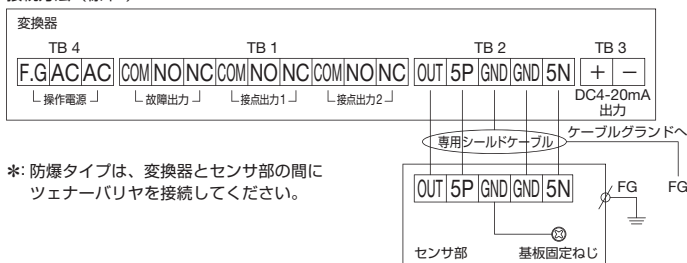 変換器
TB 4 TB 1 TB 2 TB 3
F.G AC AC COM NO NC COM NO NC COM NO NC OUT 5P GND GND 5N + −
操作電源 故障出力 接点出力1 接点出力2 DC4-20mA
出力
専用シールドケーブル ケーブルグランドへ
*: 防爆タイプは、変換器とセンサ部の間に
ツェナーバリヤを接続してください。
OUT 5P GND GND 5N FG FG
センサ部 基板固定ねじ